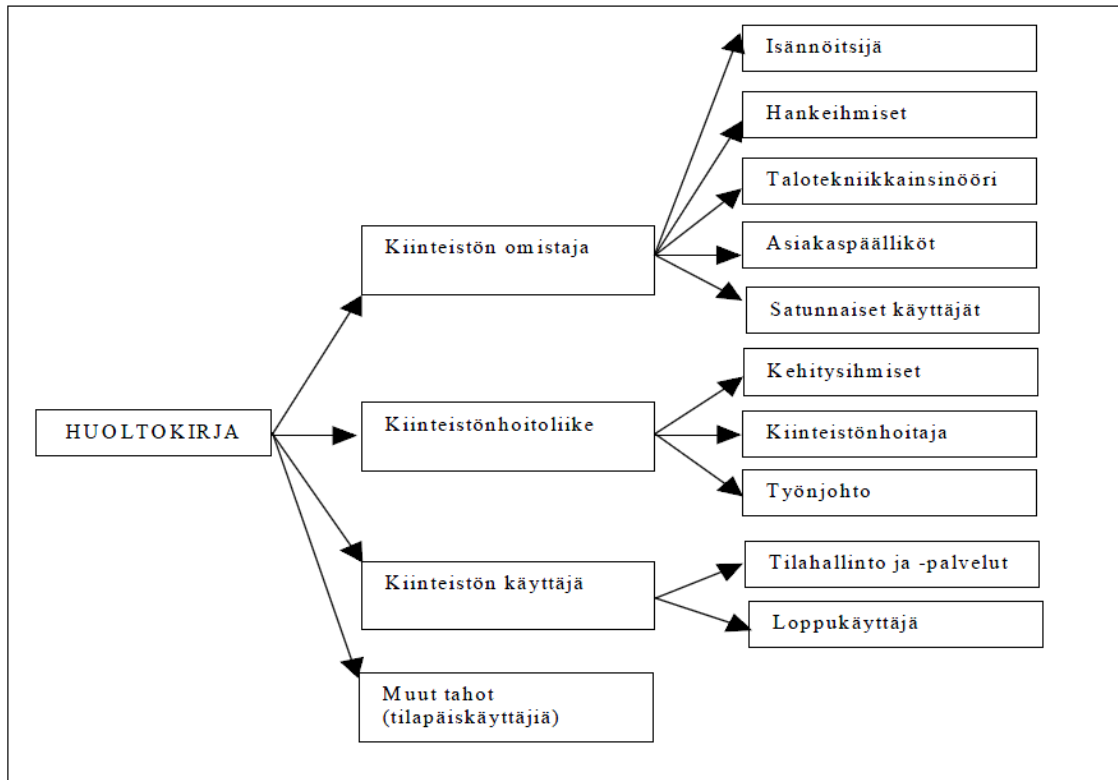 HUOLTOKIRJA
Kiinteistön omistaja
Isännöitsijä
Hankeihmiset
Talotekniikkainsinööri
Asiakaspäälliköt
Satunnaiset käyttäjät
Kiinteistönhoitoliike
Kehitysihmiset
Kiinteistönhoitaja
Työnjohto
Kiinteistön käyttäjä
Tilahallinto ja -palvelut
Loppukäyttäjä
Muut tahot
(tilapäiskäyttäjiä)